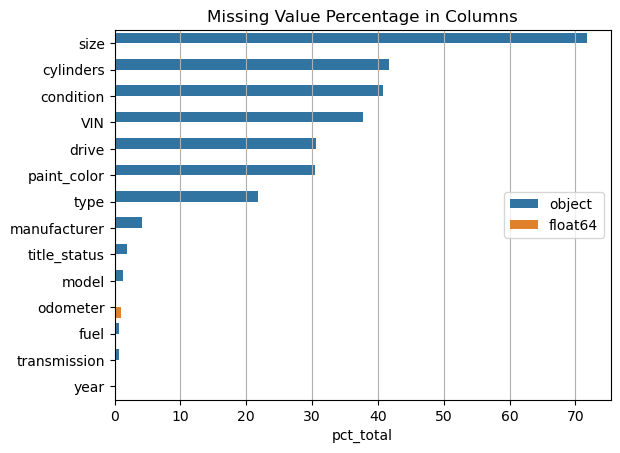 Missing Value Percentage in Columns
size
cylinders
condition
VIN
drive
paint_color
type
manufacturer
title_status
model
odometer
fuel
transmission
year
object
float64
0 10 20 30 40 50 60 70
pct_total